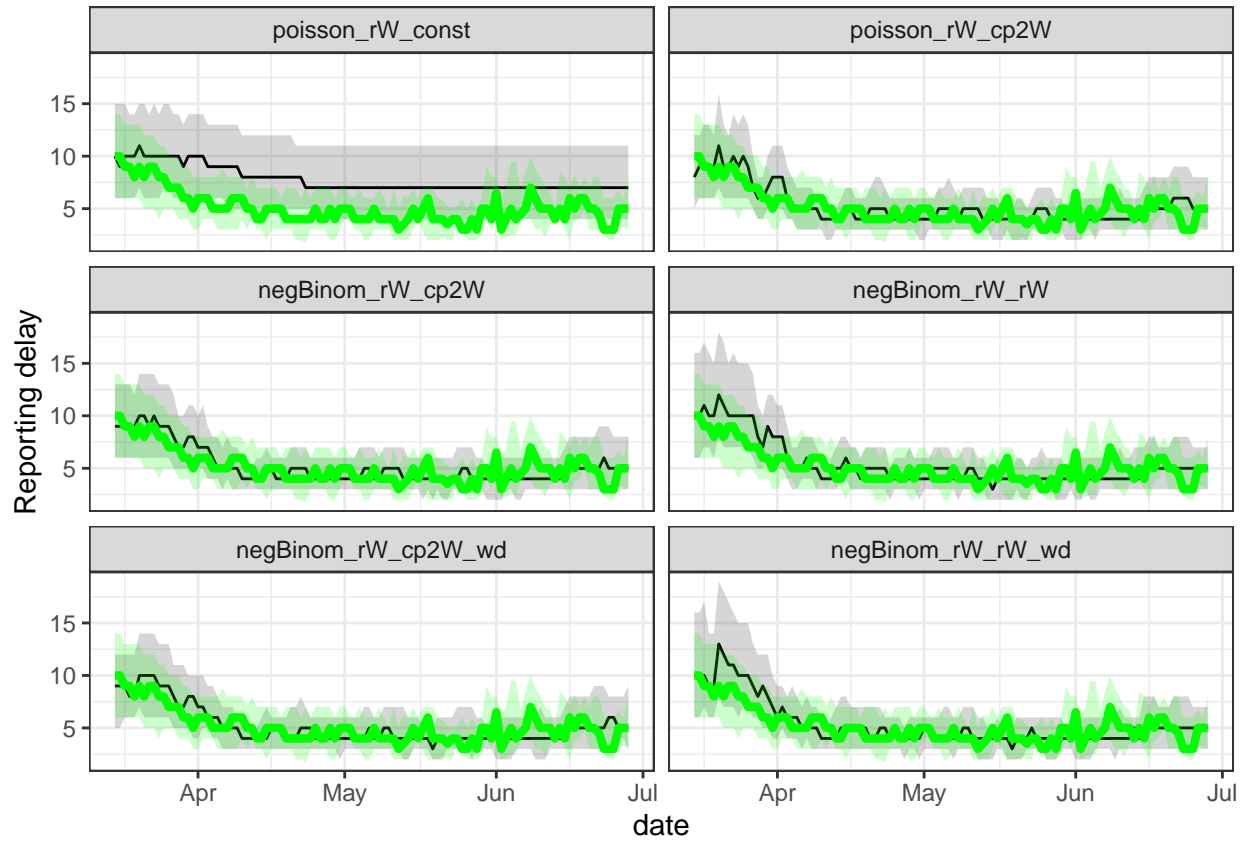 poisson_rW_const
poisson_rW_cp2W
15
10
5
negBinom_rW_cp2W
negBinom_rW_rW
15
10
5
negBinom_rW_cp2W_wd
negBinom_rW_rW_wd
15
10
5
Apr May Jun Jul
Apr May Jun Jul
date
Reporting delay